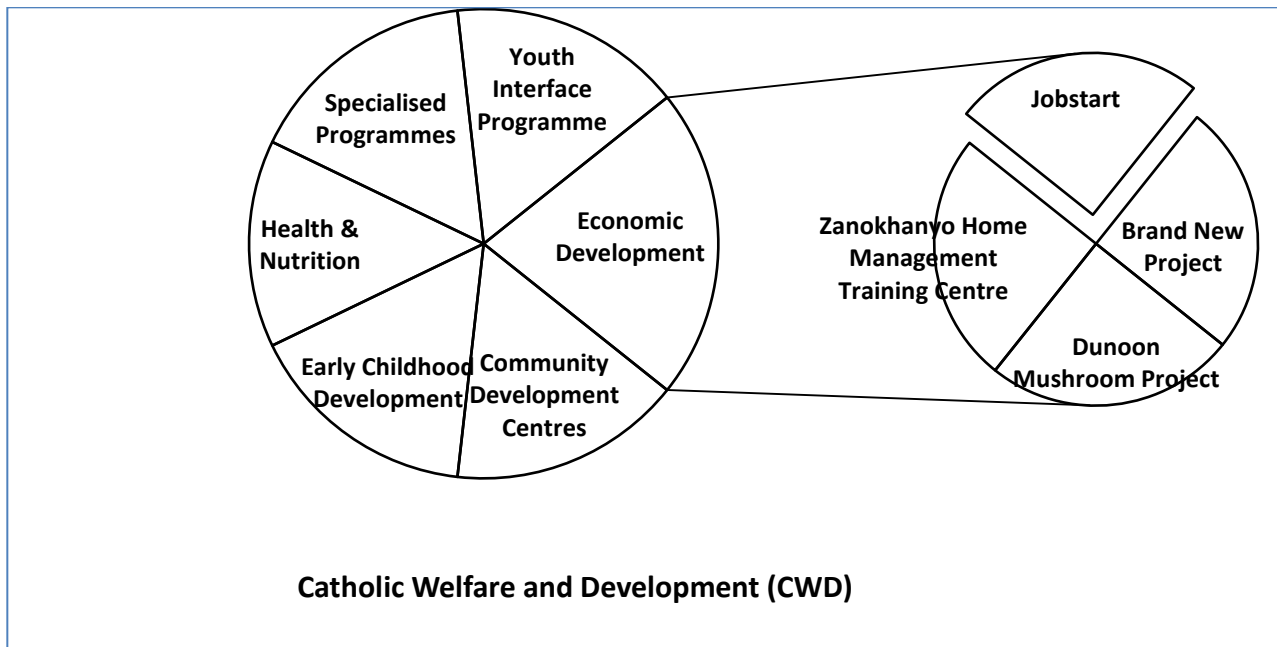 Youth
Interface
Programme
Specialised
Programmes
Health &
Nutrition
Economic
Development
Early Childhood
Development
Community
Development
Centres
Jobstart
Zanokhanyo Home
Management
Training Centre
Brand New
Project
Dunoon
Mushroom Project
Catholic Welfare and Development (CWD)